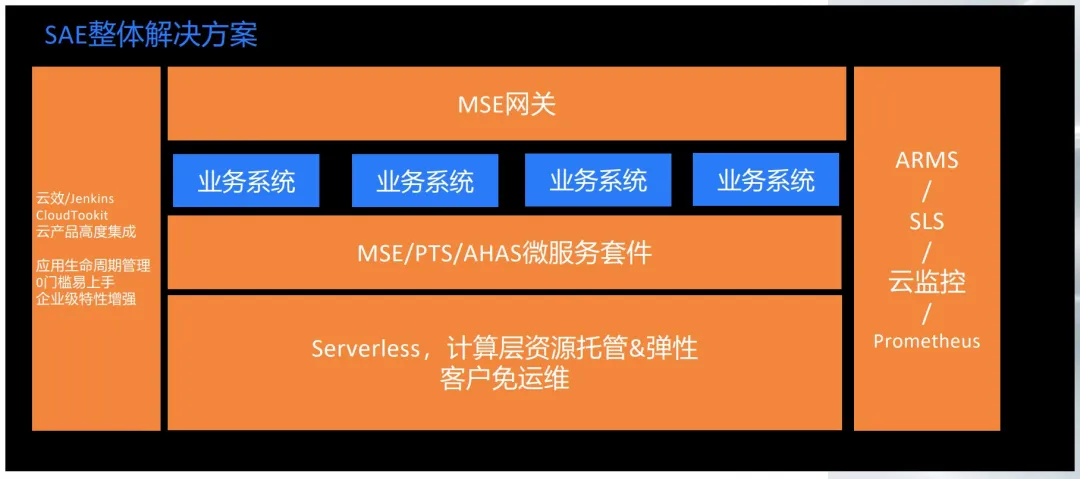 SAE整体解决方案
云效/Jenkins
CloudTookit
云产品高度集成
应用生命周期管理
0门槛易上手
企业级特性增强
MSE网关
业务系统
业务系统
业务系统
业务系统
MSE/PTS/AHAS微服务套件
Serverless，计算层资源托管&弹性
客户免运维
ARMS
/
SLS
/
云监控
/
Prometheus